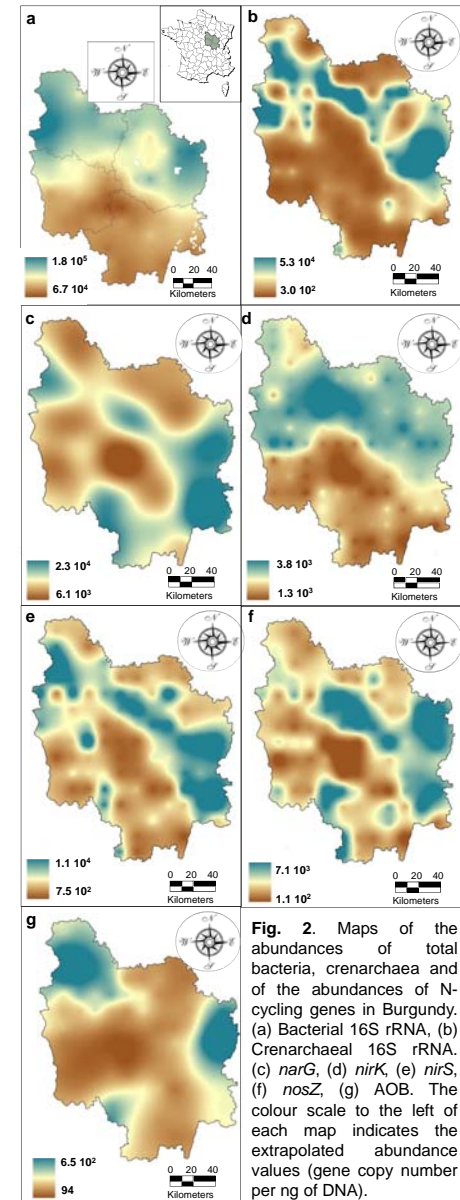 a
N
W
E
S
1.8 10⁵
6.7 10⁴
0 20 40
Kilometers
b
N
W
E
S
5.3 10⁴
3.0 10²
0 20 40
Kilometers
c
N
W
E
S
2.3 10⁴
6.1 10³
0 20 40
Kilometers
d
N
W
E
S
3.8 10³
1.3 10³
0 20 40
Kilometers
e
N
W
E
S
1.1 10⁴
7.5 10²
0 20 40
Kilometers
f
N
W
E
S
7.1 10³
1.1 10²
0 20 40
Kilometers
g
N
W
E
S
6.5 10²
94
0 20 40
Kilometers
Fig. 2. Maps of the
abundances of total
bacteria, crenarchaea and
of the abundances of N-
cycling genes in Burgundy.
(a) Bacterial 16S rRNA, (b)
Crenarchaeal 16S rRNA.
(c) narG, (d) nirK, (e) nirS,
(f) nosZ, (g) AOB. The
colour scale to the left of
each map indicates the
extrapolated abundance
values (gene copy number
per ng of DNA).